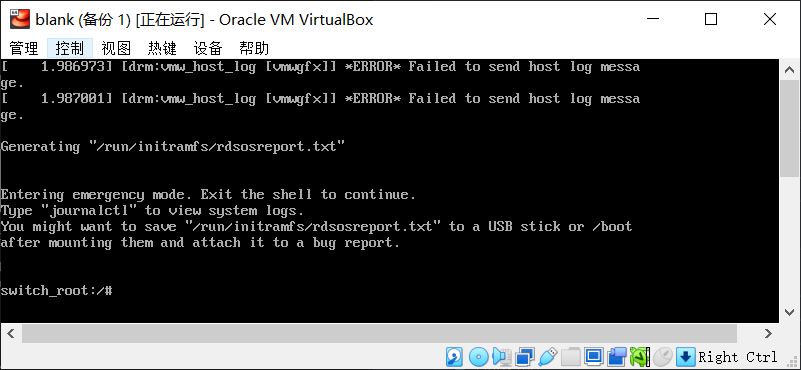 blank (备份 1) [正在运行] - Oracle VM VirtualBox
管理 控制 视图 热键 设备 帮助
[    1.986973] [drm:vmw_host_log [vmwgfx]] *ERROR* Failed to send host log messa
ge.
[    1.987001] [drm:vmw_host_log [vmwgfx]] *ERROR* Failed to send host log messa
ge.
Generating "/run/initramfs/rdsosreport.txt"
Entering emergency mode. Exit the shell to continue.
Type "journalctl" to view system logs.
You might want to save "/run/initramfs/rdsosreport.txt" to a USB stick or /boot
after mounting them and attach it to a bug report.
switch_root:/#
Right Ctrl